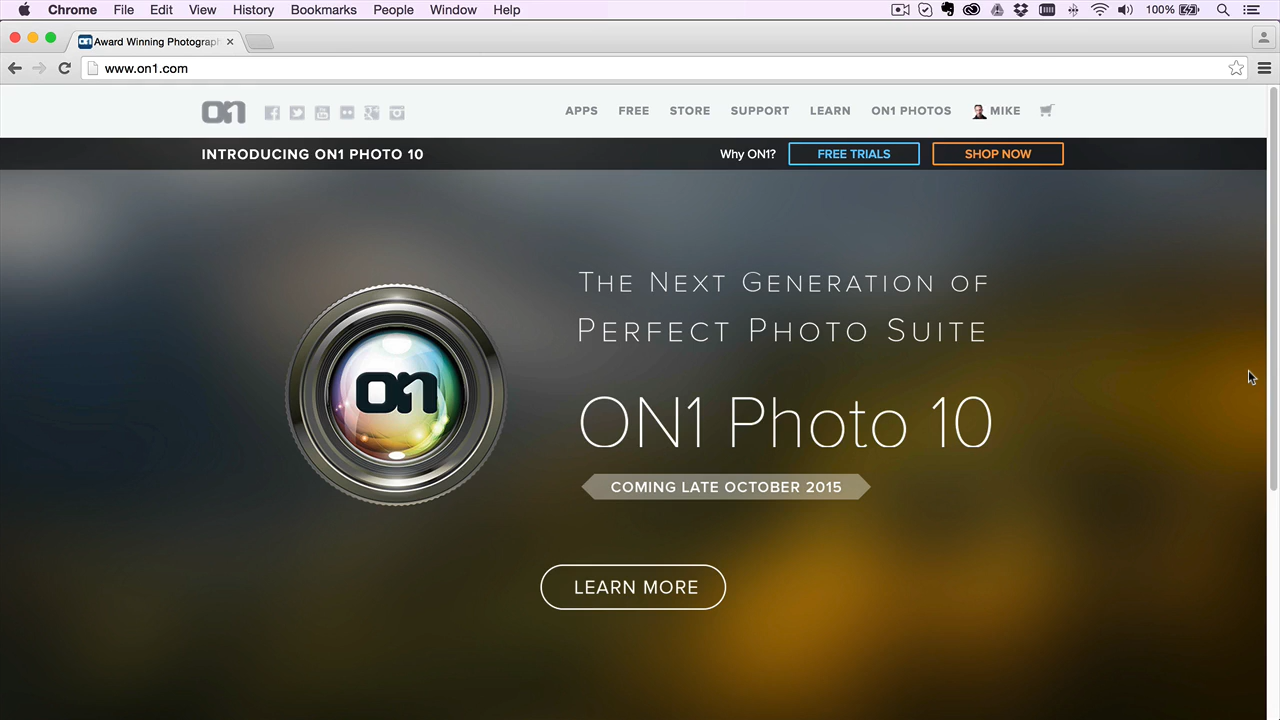 Chrome File Edit View History Bookmarks People Window Help 100%
Award Winning Photograph
www.on1.com
ON1 APPS FREE STORE SUPPORT LEARN ON1 PHOTOS MIKE
INTRODUCING ON1 PHOTO 10 Why ON1? FREE TRIALS SHOP NOW
The Next Generation of
Perfect Photo Suite
ON1
ON1 Photo 10
COMING LATE OCTOBER 2015
LEARN MORE